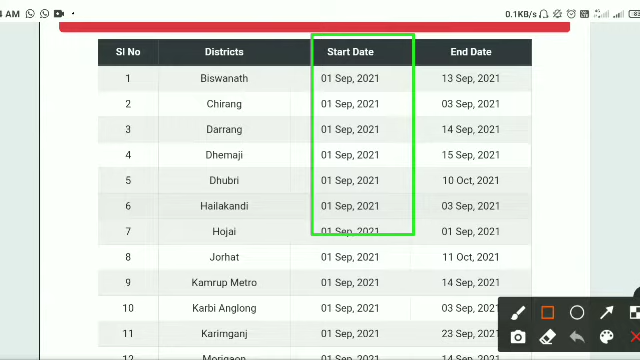 4 AM 0.1KB/s
Sl No Districts Start Date End Date
1 Biswanath 01 Sep, 2021 13 Sep, 2021
2 Chirang 01 Sep, 2021 03 Sep, 2021
3 Darrang 01 Sep, 2021 14 Sep, 2021
4 Dhemaji 01 Sep, 2021 15 Sep, 2021
5 Dhubri 01 Sep, 2021 10 Oct, 2021
6 Hailakandi 01 Sep, 2021 03 Sep, 2021
7 Hojai 01 Sep, 2021 01 Sep, 2021
8 Jorhat 01 Sep, 2021 11 Oct, 2021
9 Kamrup Metro 01 Sep, 2021 14 Sep, 2021
10 Karbi Anglong 01 Sep, 2021 03 Sep, 2021
11 Karimganj 01 Sep, 2021 23 Sep, 2021
12 Morigaon 01 Sep, 2021 14 Sep, 2021